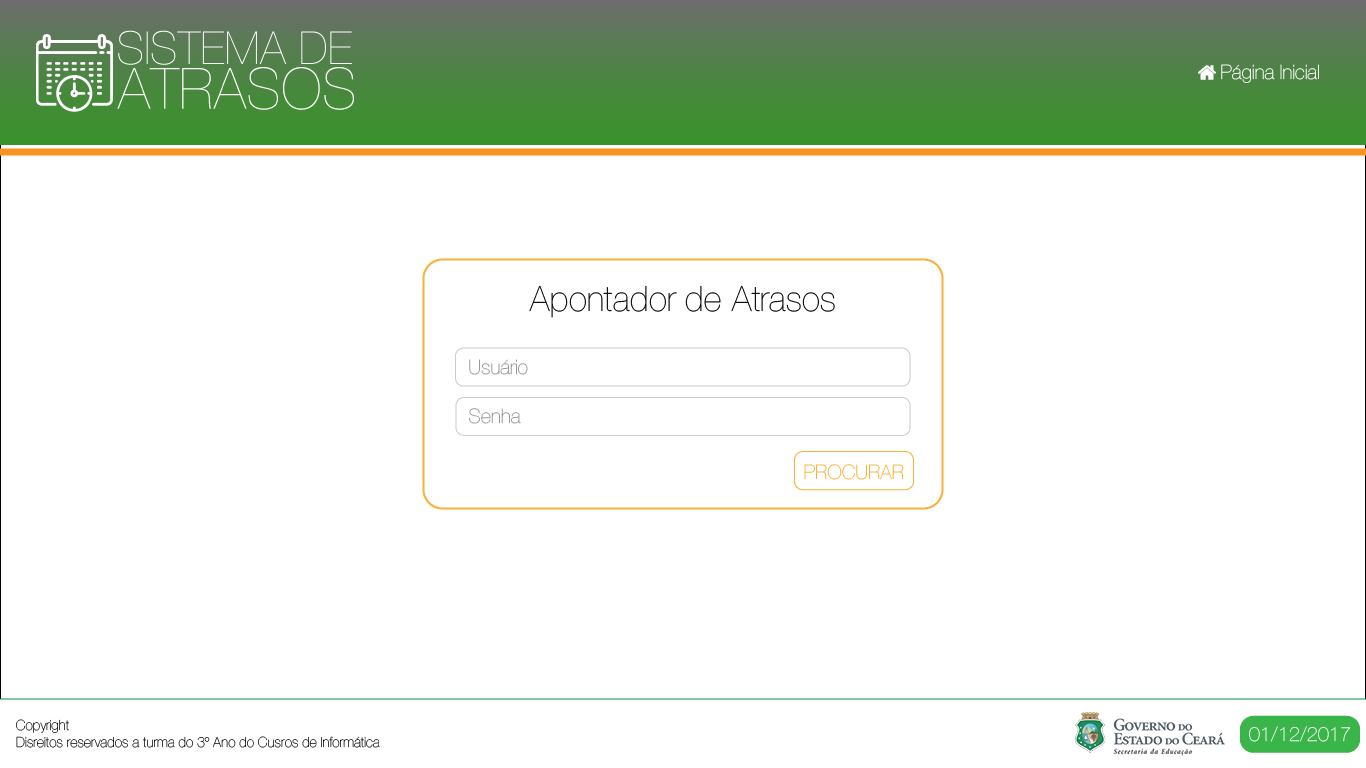 SISTEMA DE
ATRASOS
Página Inicial
Apontador de Atrasos
Usuário
Senha
PROCURAR
Copyright
Disreitos reservados a turma do 3º Ano do Cusros de Informática
GOVERNO DO
ESTADO DO CEARÁ
Secretaria da Educação
01/12/2017